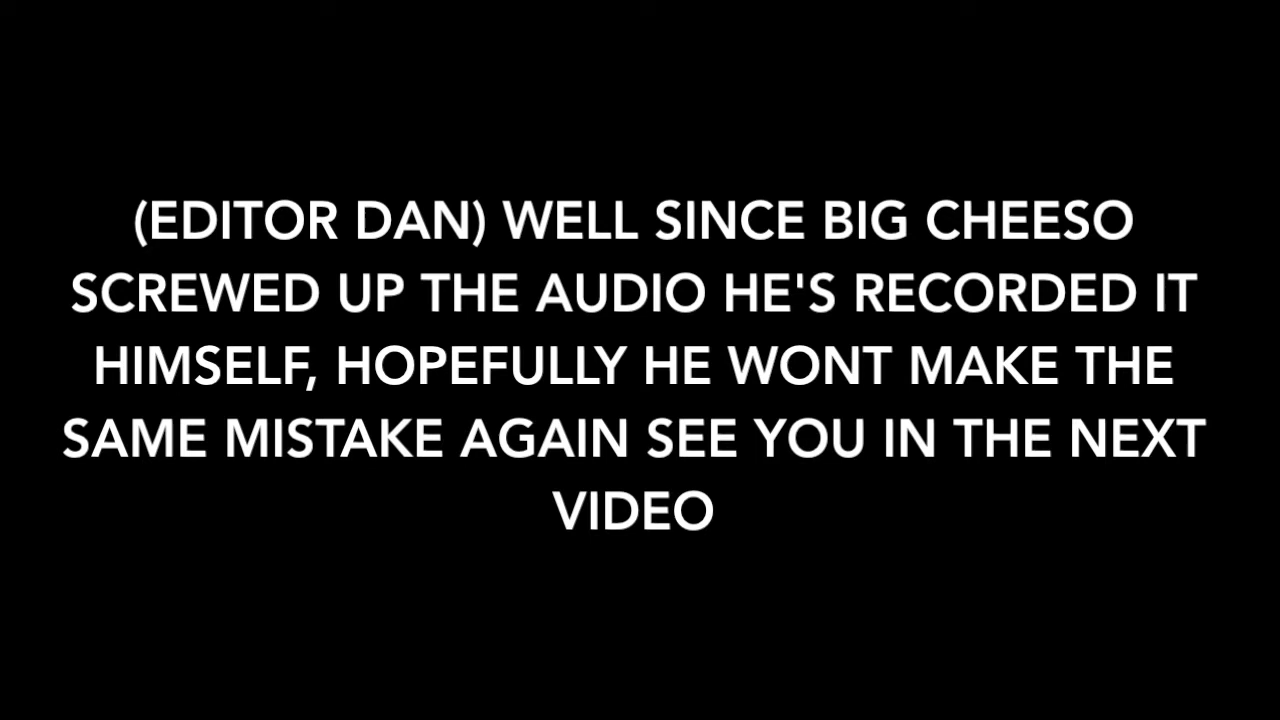 (EDITOR DAN) WELL SINCE BIG CHEESO
SCREWED UP THE AUDIO HE'S RECORDED IT
HIMSELF, HOPEFULLY HE WONT MAKE THE
SAME MISTAKE AGAIN SEE YOU IN THE NEXT
VIDEO